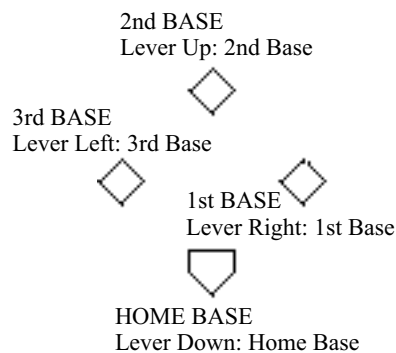 2nd BASE
Lever Up: 2nd Base
3rd BASE
Lever Left: 3rd Base
1st BASE
Lever Right: 1st Base
HOME BASE
Lever Down: Home Base